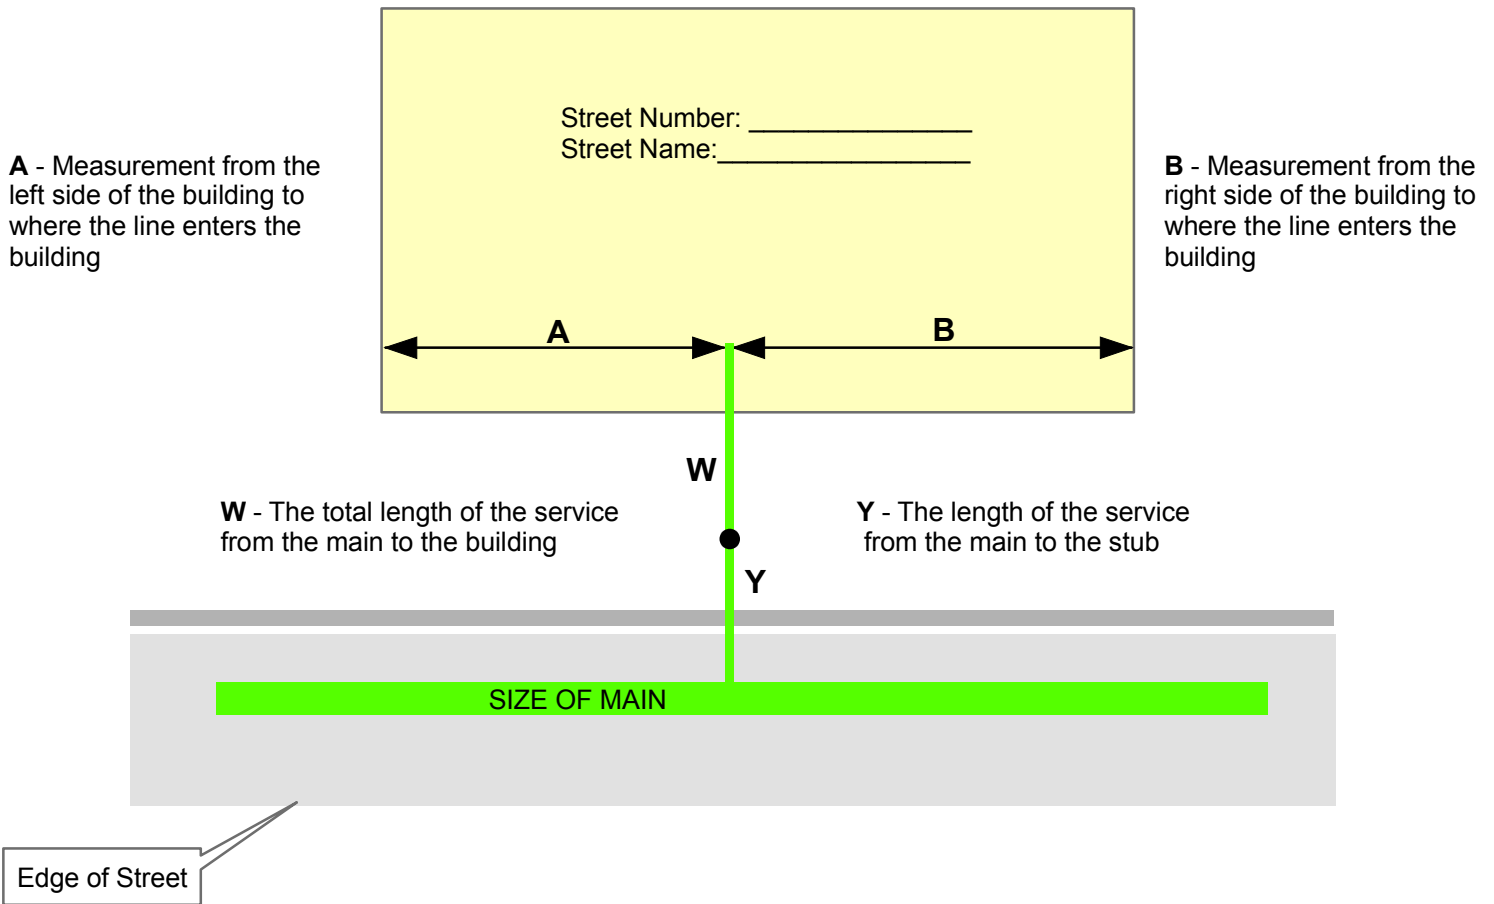 Street Number: _______________
Street Name:_________________
A - Measurement from the
left side of the building to
where the line enters the
building
B - Measurement from the
right side of the building to
where the line enters the
building
A
B
W
W - The total length of the service
from the main to the building
Y - The length of the service
from the main to the stub
Y
SIZE OF MAIN
Edge of Street